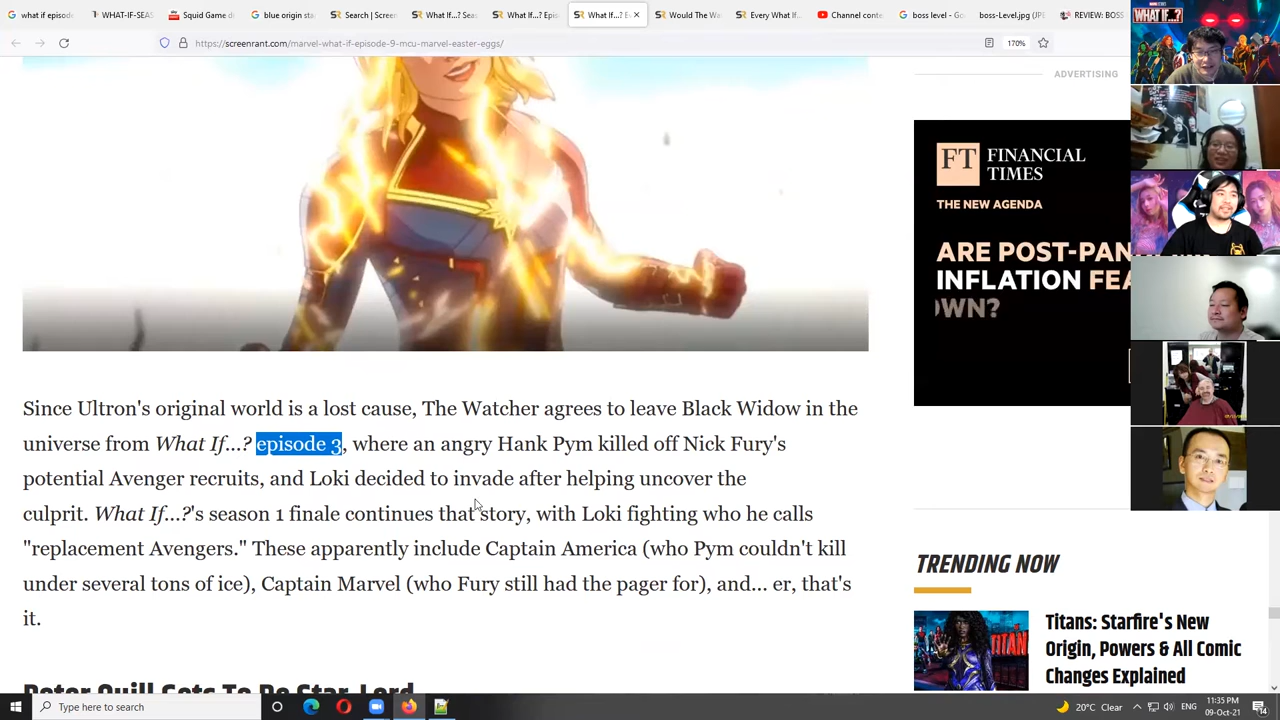 what if episode
WHAT-IF-SEAS
Squid Game di
blue origin sta
Search | Screen
What If...?
What If...? Epis
What If...? E
Would The W
Every What If.
Channel conte
boss level - Go
boss-Level.jpg (JPE
REVIEW: BOSS
https://screenrant.com/marvel-what-if-episode-9-mcu-marvel-easter-eggs/
170%
WHAT IF...?
ADVERTISING
FT FINANCIAL
TIMES
THE NEW AGENDA
ARE POST-PAN
INFLATION FEA
OWN?
Since Ultron's original world is a lost cause, The Watcher agrees to leave Black Widow in the
universe from What If...? episode 3, where an angry Hank Pym killed off Nick Fury's
potential Avenger recruits, and Loki decided to invade after helping uncover the
culprit. What If...?'s season 1 finale continues that story, with Loki fighting who he calls
"replacement Avengers." These apparently include Captain America (who Pym couldn't kill
under several tons of ice), Captain Marvel (who Fury still had the pager for), and... er, that's
it.
Peter Quill Gets To Be Star-Lord
TRENDING NOW
Titans: Starfire's New
Origin, Powers & All Comic
Changes Explained
Type here to search
20°C Clear
ENG
11:35 PM
09-Oct-21
14